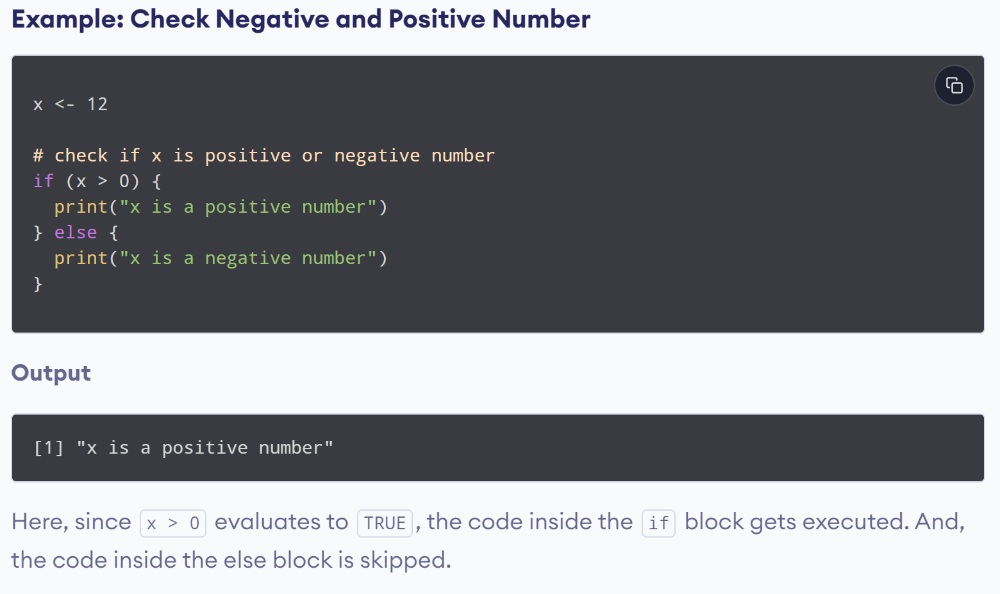 Example: Check Negative and Positive Number
x <- 12
# check if x is positive or negative number
if (x > 0) {
  print("x is a positive number")
} else {
  print("x is a negative number")
}
Output
[1] "x is a positive number"
Here, since x > 0 evaluates to TRUE, the code inside the if block gets executed. And,
the code inside the else block is skipped.